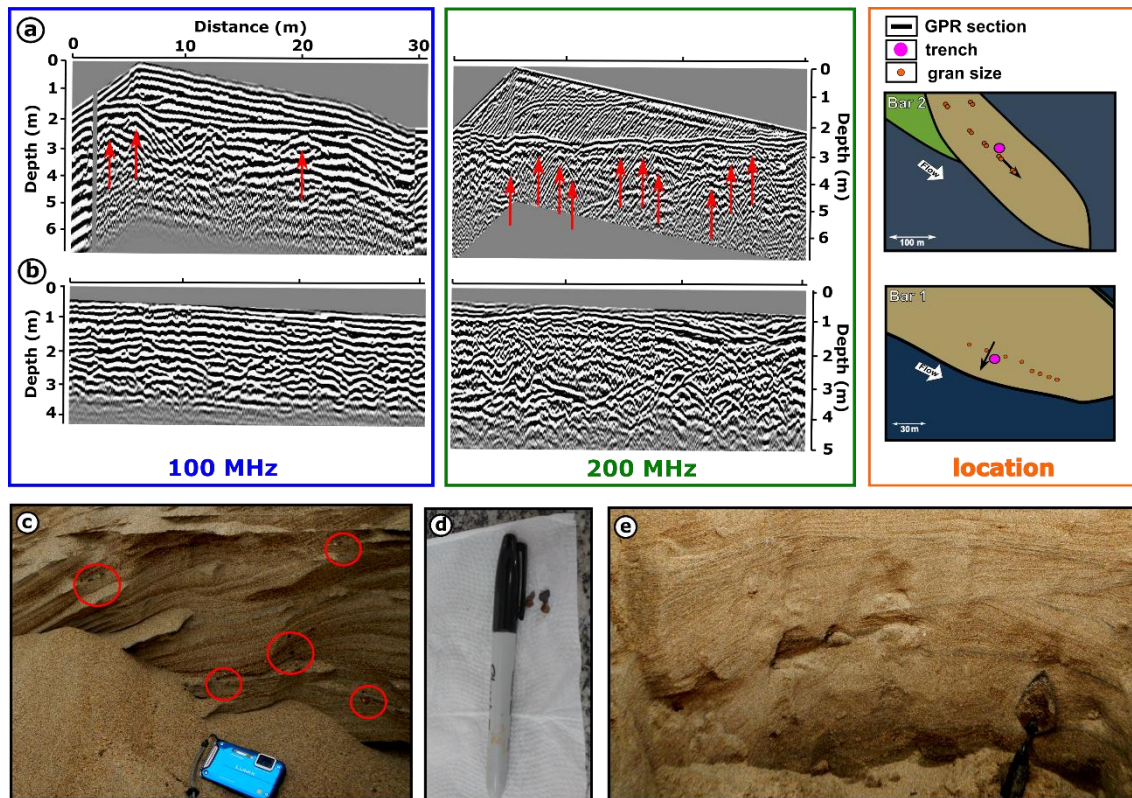 a
Distance (m)
0 10 20 30
0
1
2
3
4
5
6
Depth (m)
0
1
2
3
4
5
6
Depth (m)
b
0
1
2
3
4
Depth (m)
0
1
2
3
4
5
Depth (m)
100 MHz
200 MHz
GPR section
trench
gran size
Bar 2
Flow
100 m
Bar 1
Flow
30 m
location
c
LUMIX
d
e